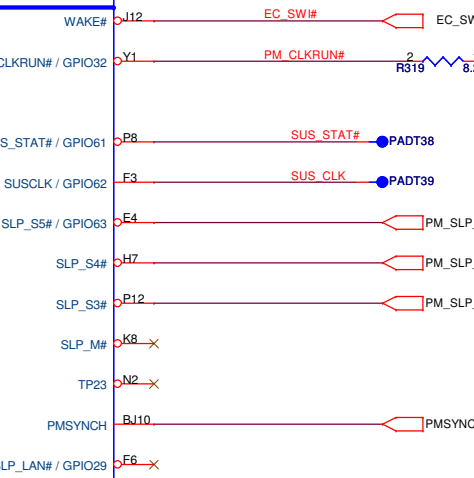 WAKE# J12 EC_SWI# EC_SW
CLKRUN# / GPIO32 Y1 PM_CLKRUN# 2
R319 8.
S_STAT# / GPIO61 P8 SUS_STAT# PADT38
SUSCLK / GPIO62 F3 SUS_CLK PADT39
SLP_S5# / GPIO63 E4 PM_SLP_
SLP_S4# H7 PM_SLP_
SLP_S3# P12 PM_SLP_
SLP_M# K8
TP23 N2
PMSYNCH BJ10 PMSYNC
SLP_LAN# / GPIO29 F6